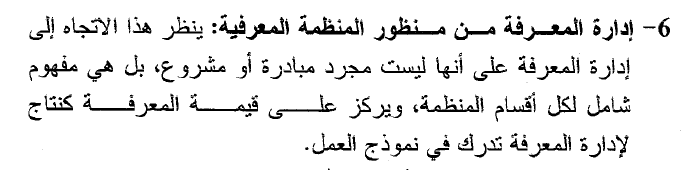 6- إدارة المعرفة من منظور المنظمة المعرفية: ينظر هذا الاتجاه إلى
إدارة المعرفة على أنها ليست مجرد مبادرة أو مشروع، بل هي مفهوم
شامل لكل أقسام المنظمة، ويركز على قيمة المعرفة كنتاج
لإدارة المعرفة تدرك في نموذج العمل.